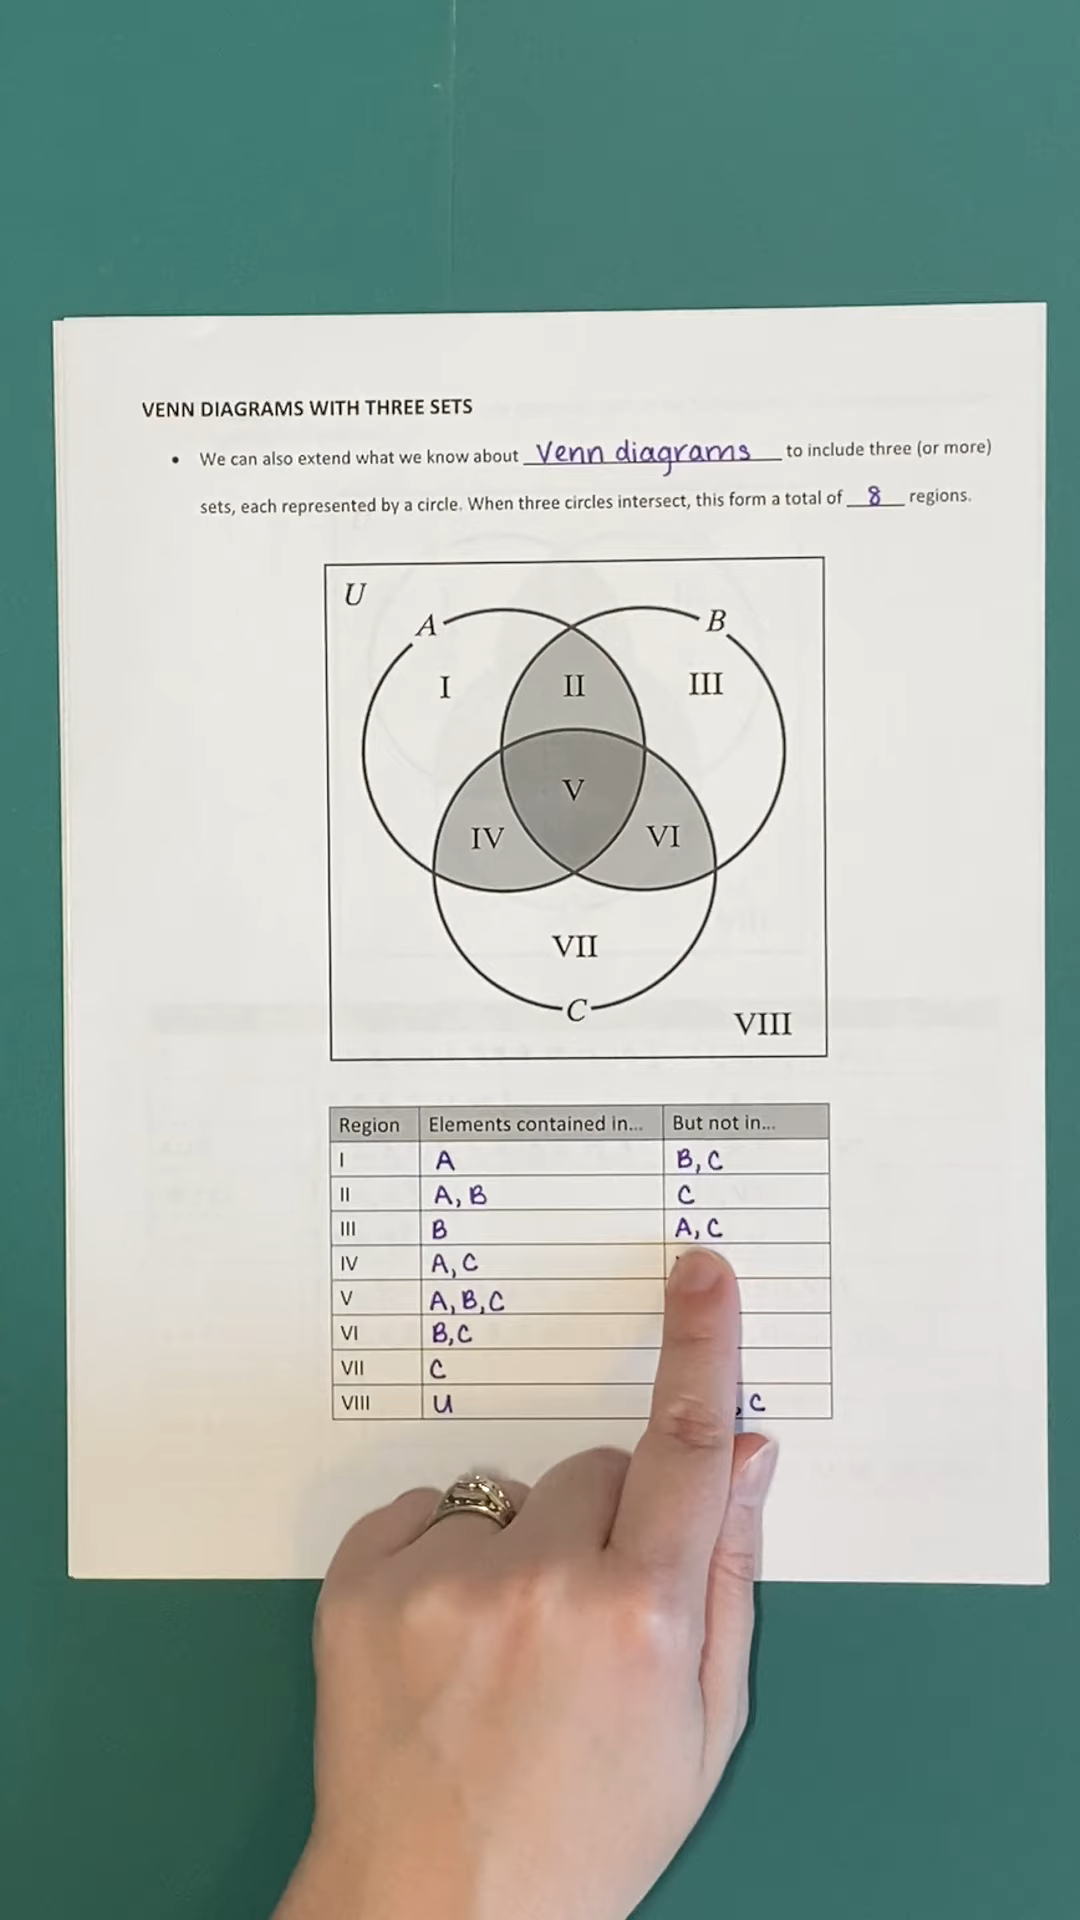 VENN DIAGRAMS WITH THREE SETS
• We can also extend what we know about Venn diagrams to include three (or more)
sets, each represented by a circle. When three circles intersect, this form a total of 8 regions.
U
A B
I II III
V
IV VI
VII
C
VIII
Region Elements contained in... But not in...
I A B, C
II A, B C
III B A, C
IV A, C
V A, B, C
VI B, C
VII C
VIII U , C